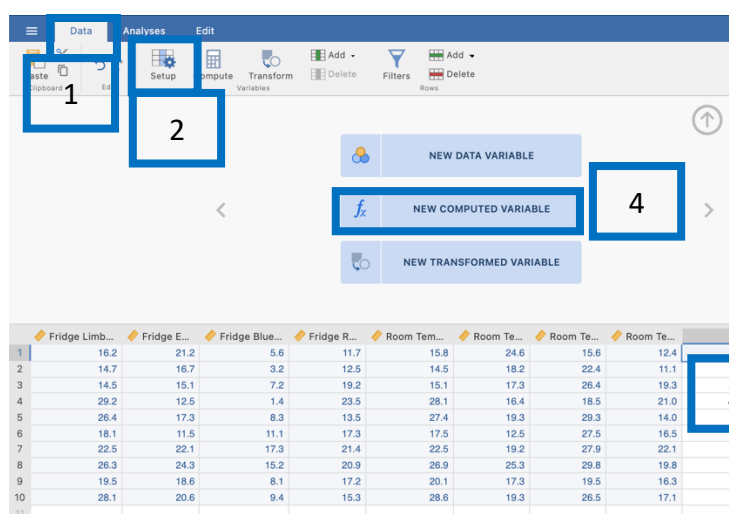 Data Analyses Edit
aste Setup ompute Transform Add Delete Filters Add Delete
lipboard Ed Variables Rows
1
2
NEW DATA VARIABLE
NEW COMPUTED VARIABLE
4
NEW TRANSFORMED VARIABLE
Fridge Limb... Fridge E... Fridge Blue... Fridge R... Room Tem... Room Te... Room Te... Room Te...
1 16.2 21.2 5.6 11.7 15.8 24.6 15.6 12.4
2 14.7 16.7 3.2 12.5 14.5 18.2 22.4 11.1
3 14.5 15.1 7.2 19.2 15.1 17.3 26.4 19.3
4 29.2 12.5 1.4 23.5 28.1 16.4 18.5 21.0
5 26.4 17.3 8.3 13.5 27.4 19.3 29.3 14.0
6 18.1 11.5 11.1 17.3 17.5 12.5 27.5 16.5
7 22.5 22.1 17.3 21.4 22.5 19.2 27.9 22.1
8 26.3 24.3 15.2 20.9 26.9 25.3 29.8 19.8
9 19.5 18.6 8.1 17.2 20.1 17.3 19.5 16.3
10 28.1 20.6 9.4 15.3 28.6 19.3 26.5 17.1